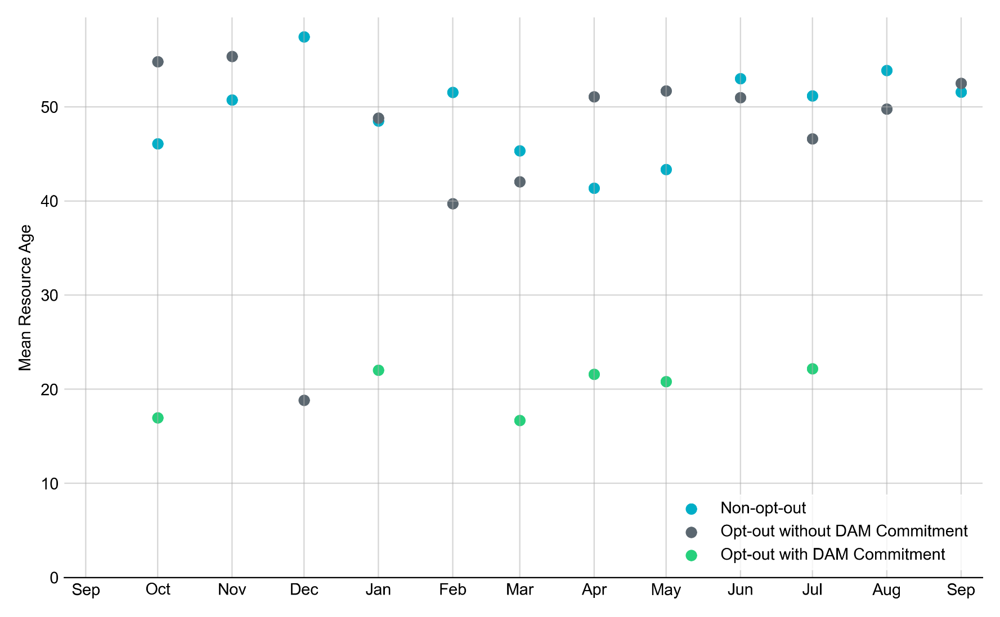 Mean Resource Age
50
40
30
20
10
0
Sep Oct Nov Dec Jan Feb Mar Apr May Jun Jul Aug Sep
Non-opt-out
Opt-out without DAM Commitment
Opt-out with DAM Commitment